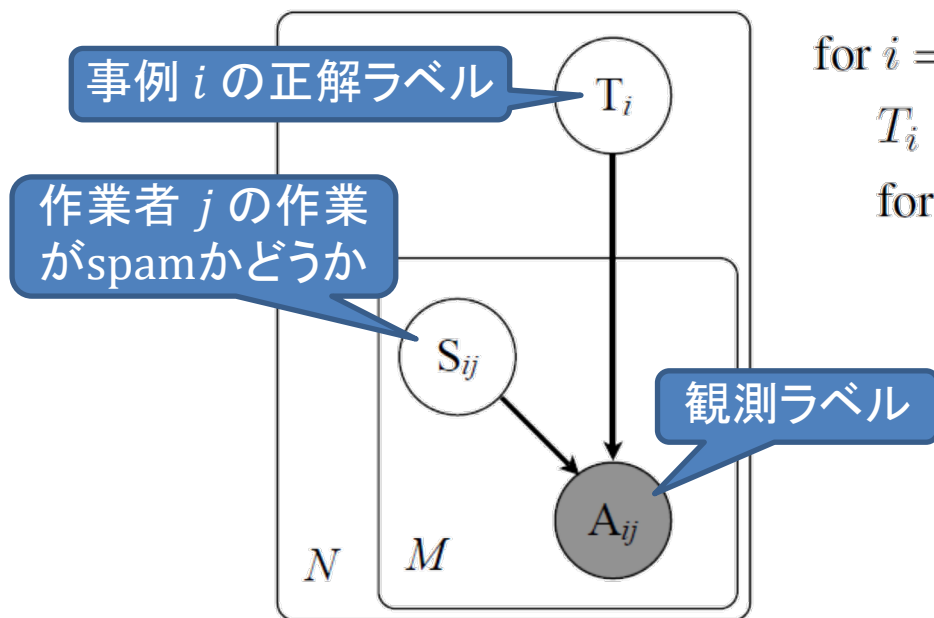 事例 i の正解ラベル
T_i
for i =
T_i
for
作業者 j の作業
がspamかどうか
S_ij
観測ラベル
A_ij
N
M